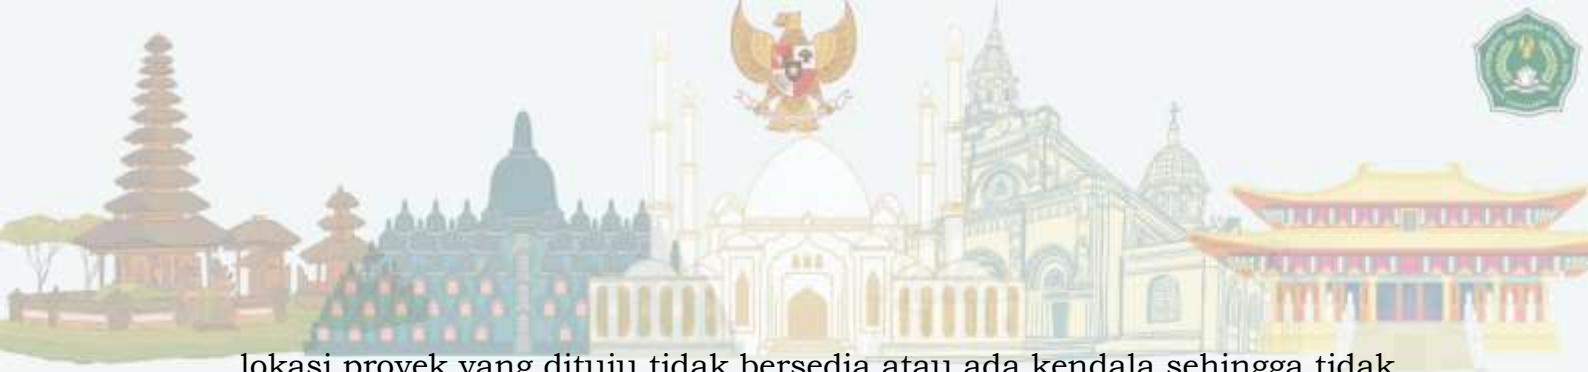 lokasi proyek yang dituju tidak bersedia atau ada kendala sehingga tidak